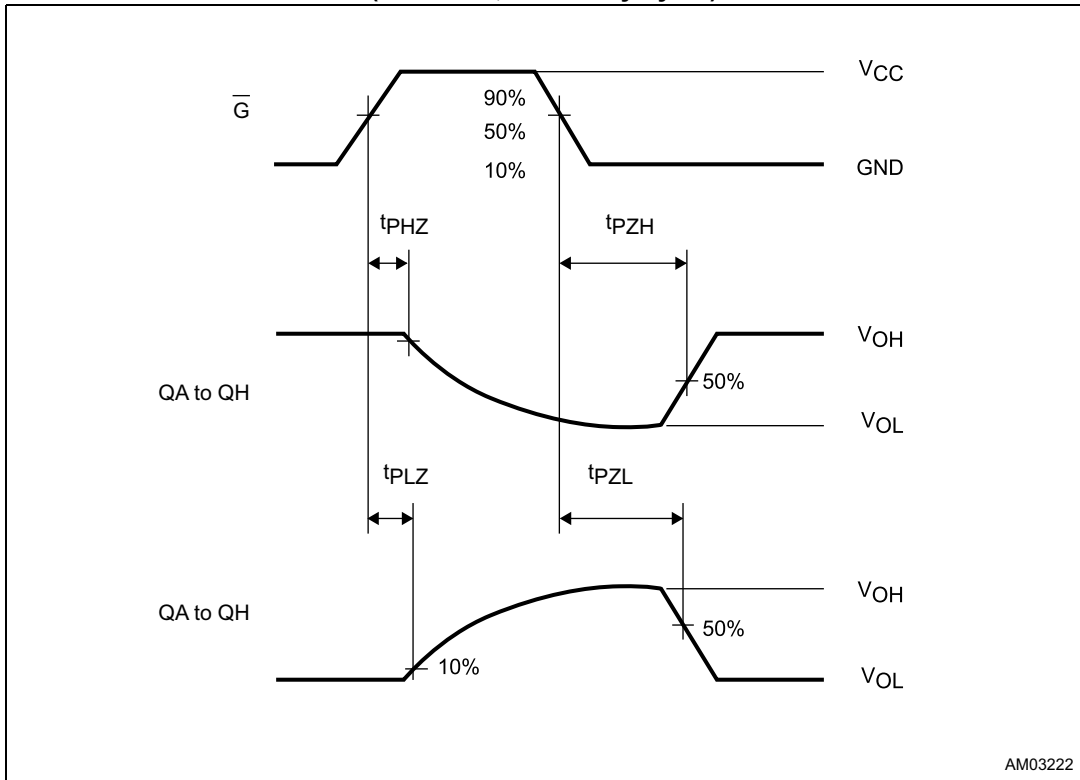 VCC
G̅
90%
50%
10%
GND
tPHZ
tPZH
VOH
50%
QA to QH
VOL
tPLZ
tPZL
VOH
QA to QH
50%
10%
VOL
AM03222